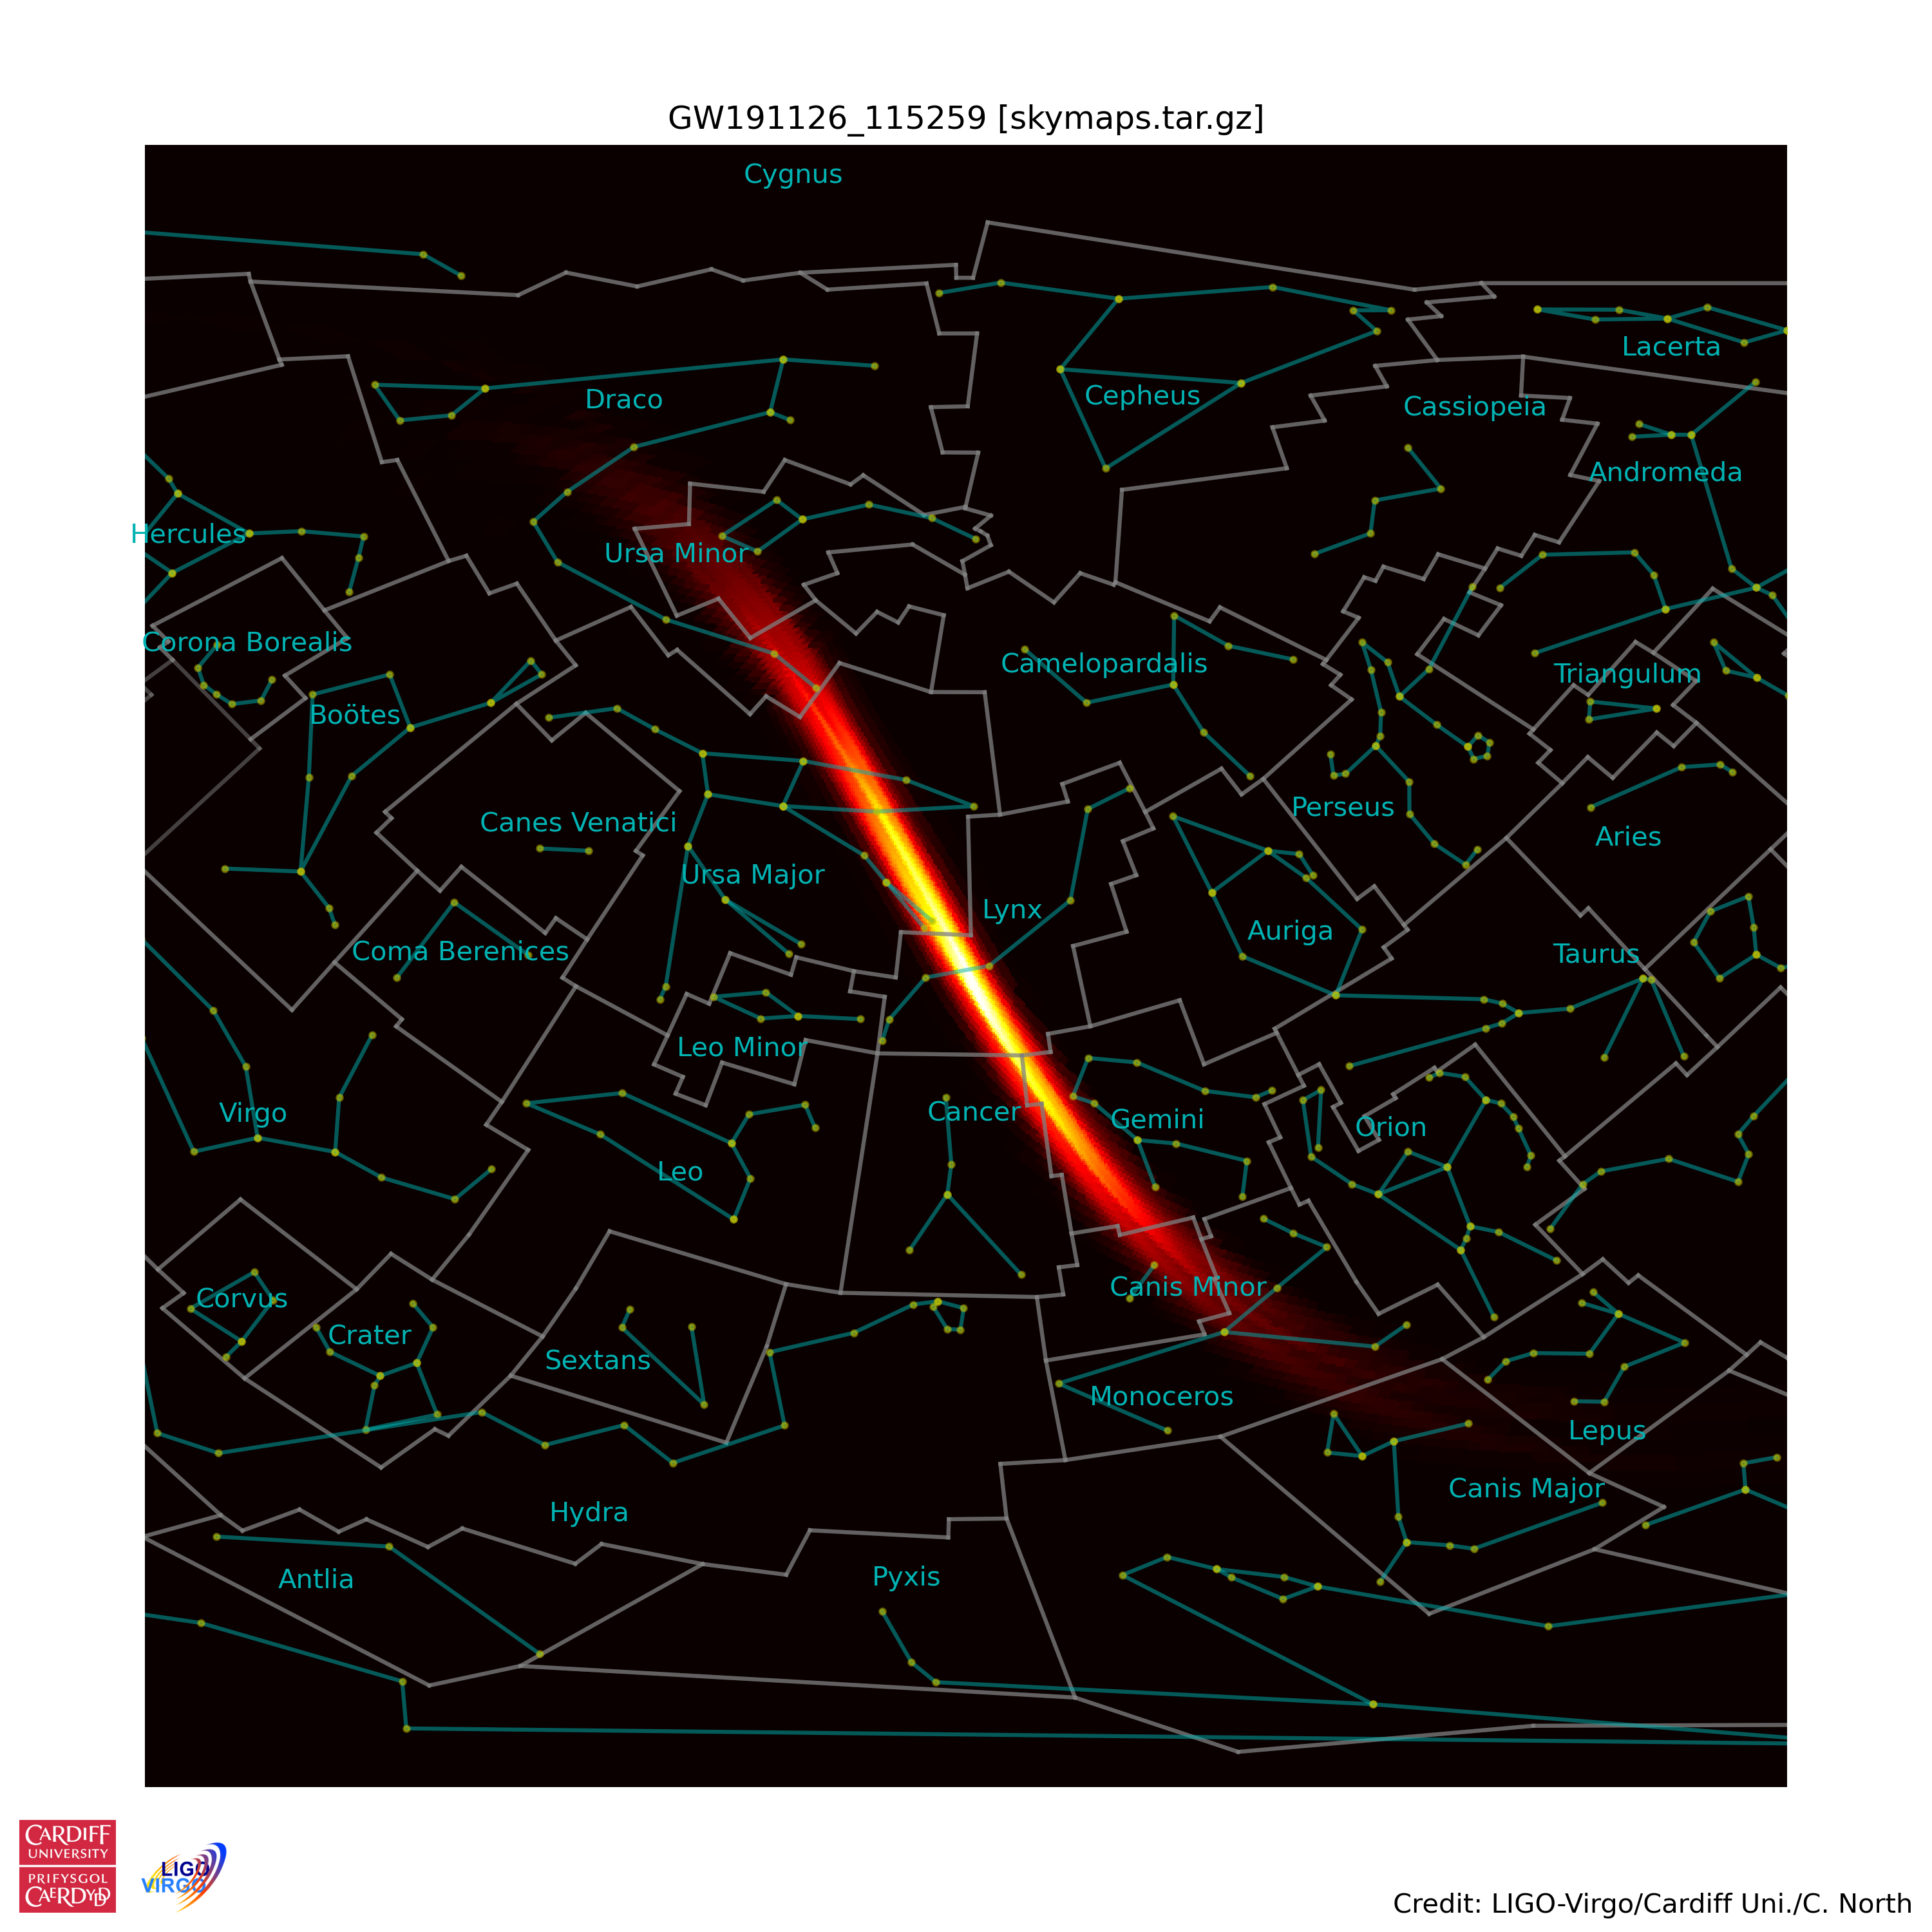 GW191126_115259 [skymaps.tar.gz]
Cygnus
Lacerta
Draco
Cepheus
Cassiopeia
Andromeda
Hercules
Ursa Minor
Corona Borealis
Camelopardalis
Triangulum
Boötes
Canes Venatici
Perseus
Aries
Ursa Major
Lynx
Auriga
Coma Berenices
Taurus
Leo Minor
Virgo
Cancer
Gemini
Orion
Leo
Corvus
Canis Minor
Crater
Sextans
Monoceros
Lepus
Canis Major
Hydra
Antlia
Pyxis
CARDIFF
UNIVERSITY
PRIFYSGOL
CAERDYDD
LIGO
VIRGO
Credit: LIGO-Virgo/Cardiff Uni./C. North